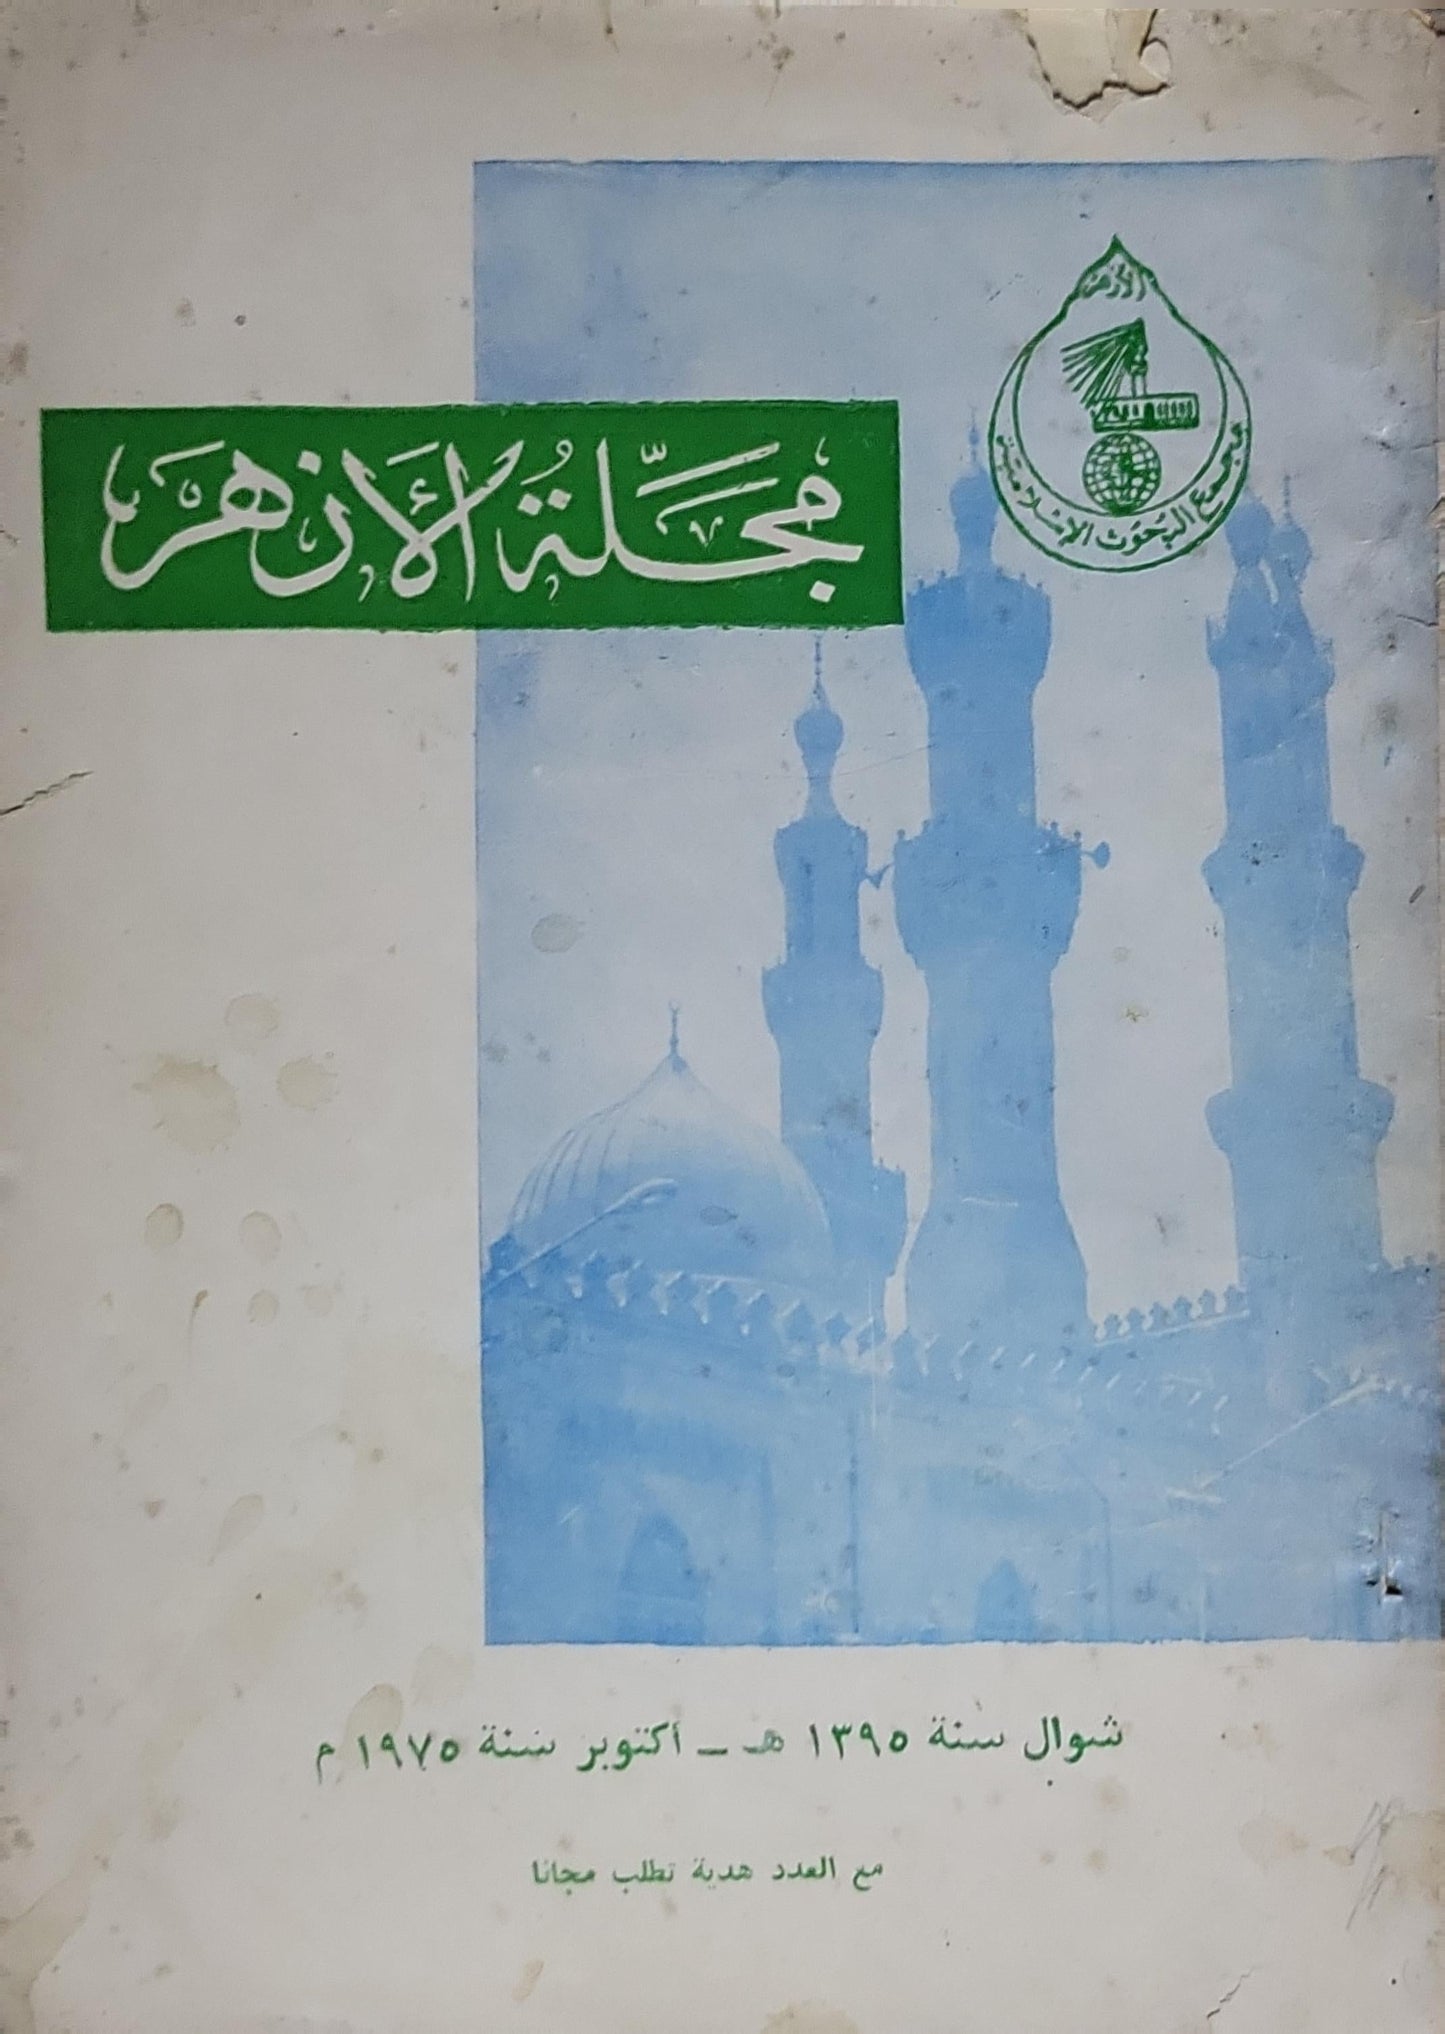 الأزهر
مجمع البحوث الإسلامية
مجلة الأزهر
شوال سنة ١٣٩٥ هـ – أكتوبر سنة ١٩٧٥ م
مع العدد هدية تطلب مجانا